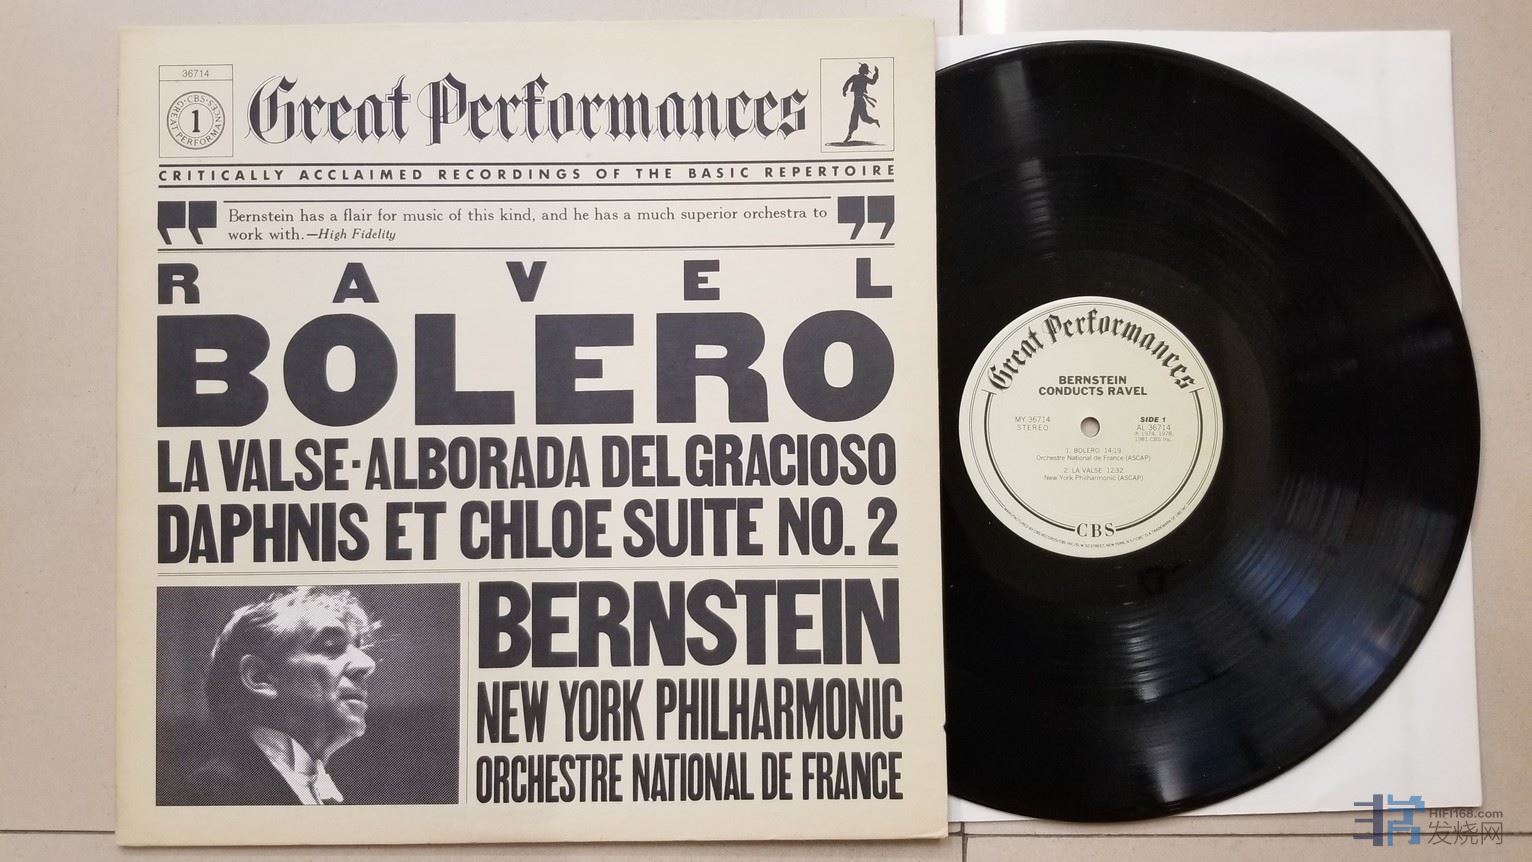 36714
CBS GREAT PERFORMANCES
1
Great Performances
CRITICALLY ACCLAIMED RECORDINGS OF THE BASIC REPERTOIRE
"Bernstein has a flair for music of this kind, and he has a much superior orchestra to
work with.—High Fidelity"
RAVEL
BOLERO
LA VALSE·ALBORADA DEL GRACIOSO
DAPHNIS ET CHLOE SUITE NO. 2
BERNSTEIN
NEW YORK PHILHARMONIC
ORCHESTRE NATIONAL DE FRANCE
Great Performances
BERNSTEIN
CONDUCTS RAVEL
MY 36714
STEREO
SIDE 1
AL 36714
1981 CBS Inc.
1. BOLERO 14:19
Orchestre National de France (ASCAP)
2. LA VALSE 12:32
New York Philharmonic (ASCAP)
CBS
HIFI168.com
发烧网